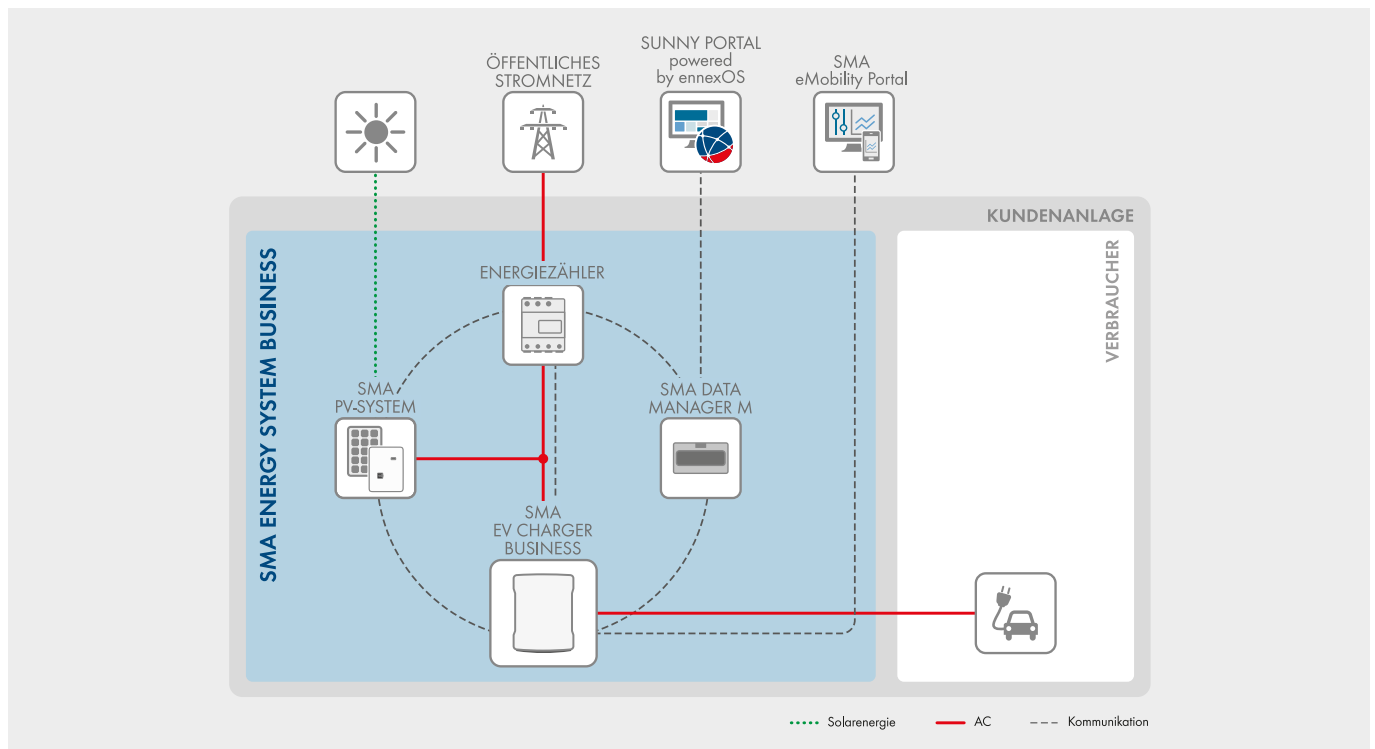 ÖFFENTLICHES
STROMNETZ
SUNNY PORTAL
powered
by ennexOS
SMA
eMobility Portal
KUNDENANLAGE
SMA ENERGY SYSTEM BUSINESS
VERBRAUCHER
ENERGIEZÄHLER
SMA
PV-SYSTEM
SMA DATA
MANAGER M
SMA
EV CHARGER
BUSINESS
Solarenergie
AC
Kommunikation